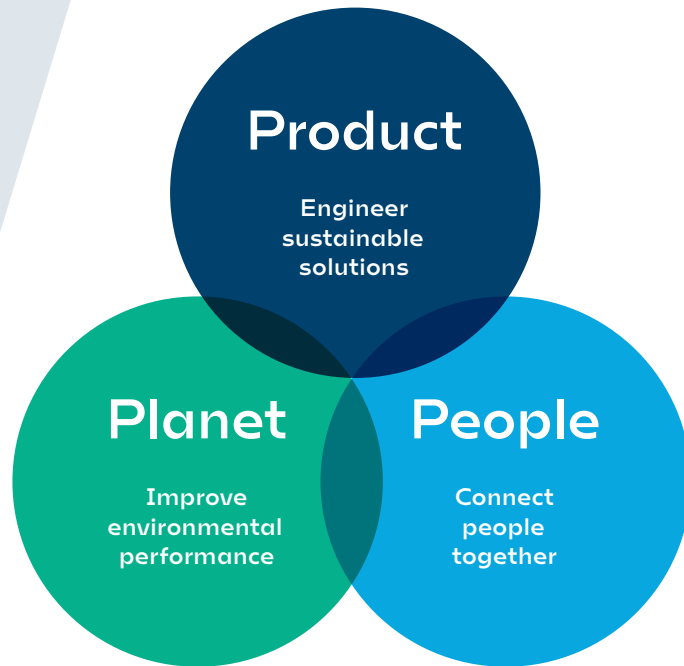 Product
Engineer
sustainable
solutions
Planet
Improve
environmental
performance
People
Connect
people
together